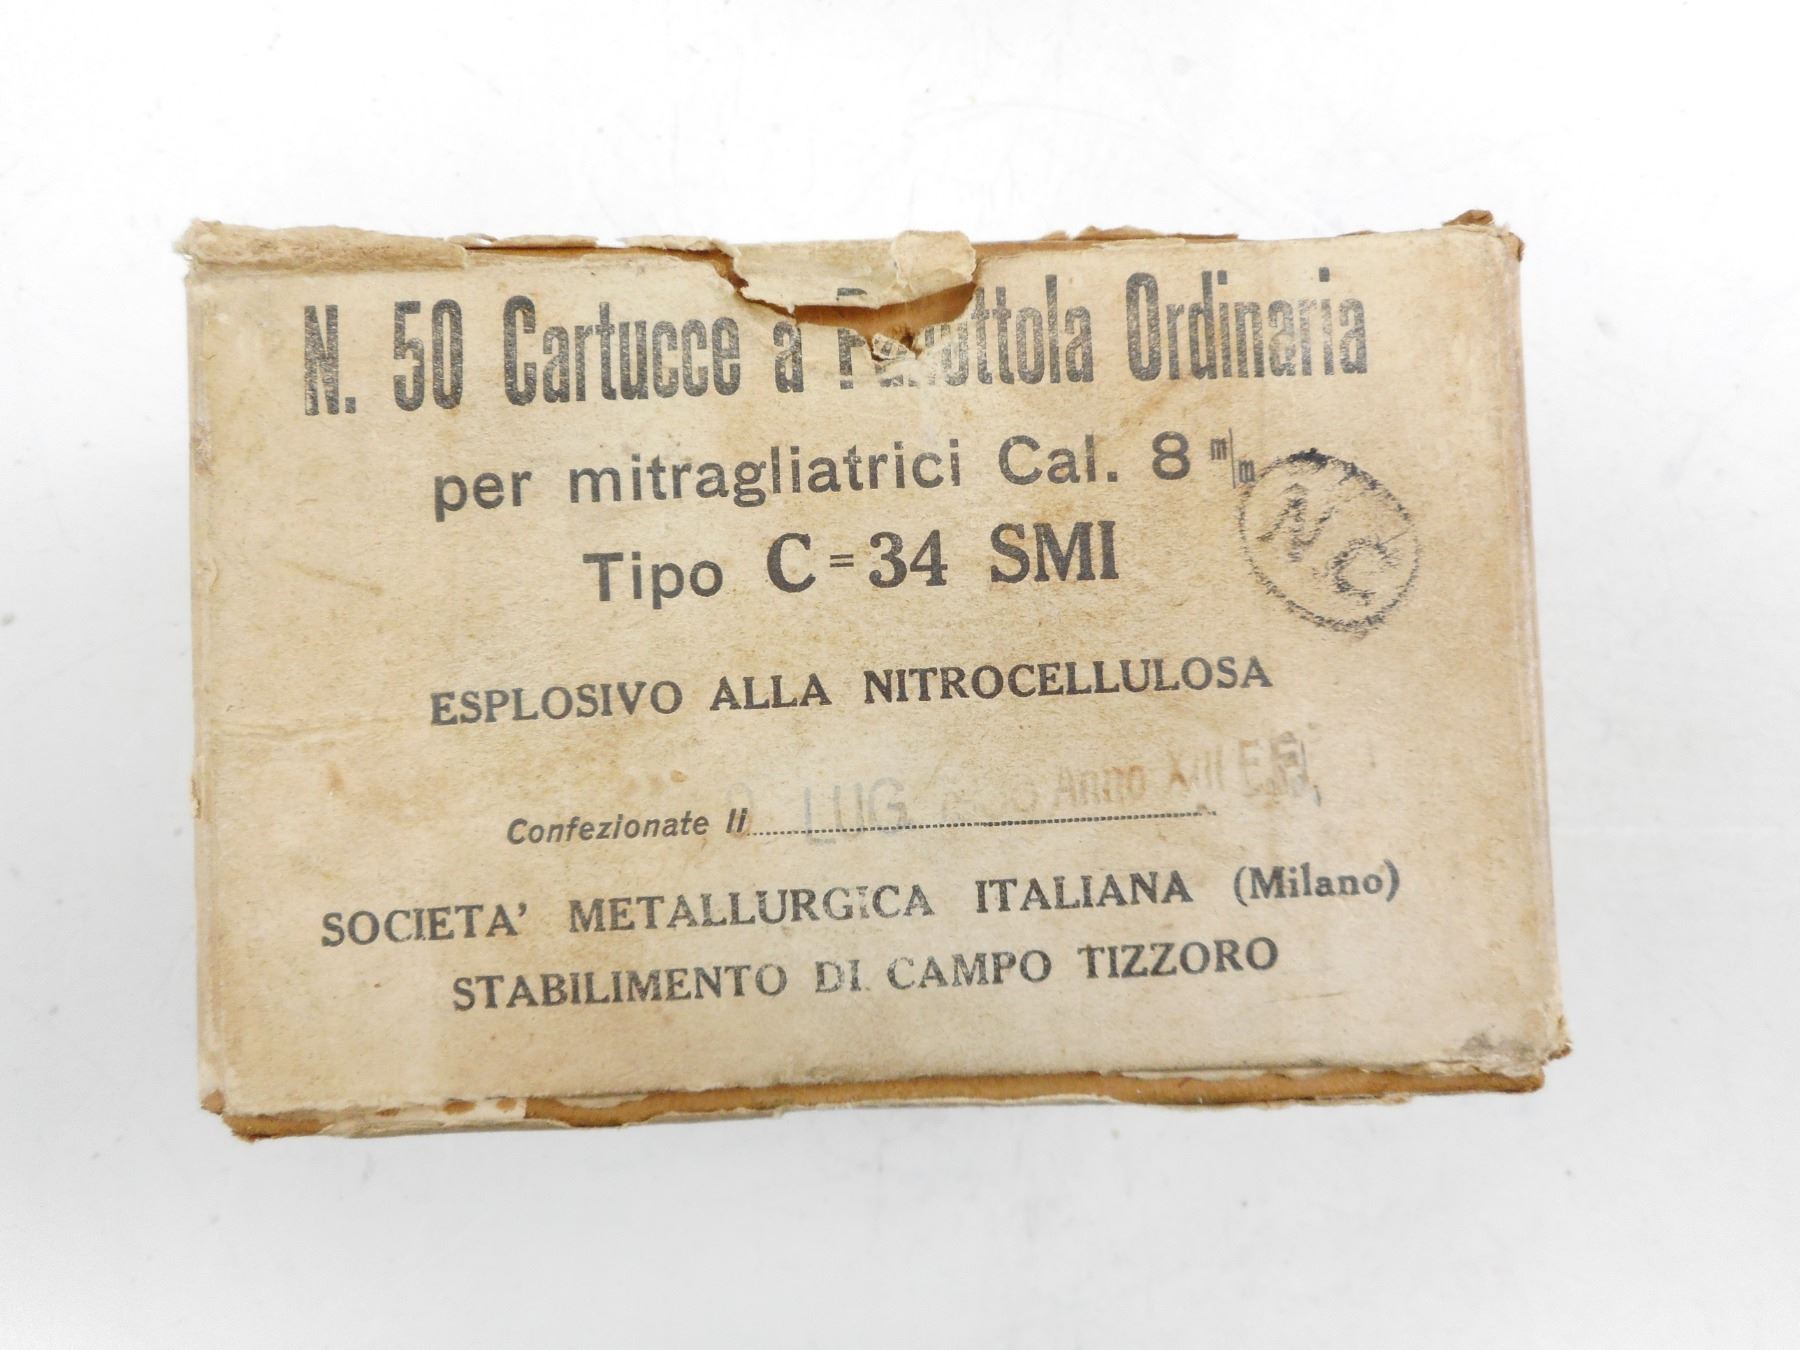 N. 50 Cartucce a Pallottola Ordinaria
per mitragliatrici Cal. 8 m/m
NC
Tipo C=34 SMI
ESPLOSIVO ALLA NITROCELLULOSA
Confezionate Il LUG Anno XIII E.F.
SOCIETA' METALLURGICA ITALIANA (Milano)
STABILIMENTO DI CAMPO TIZZORO